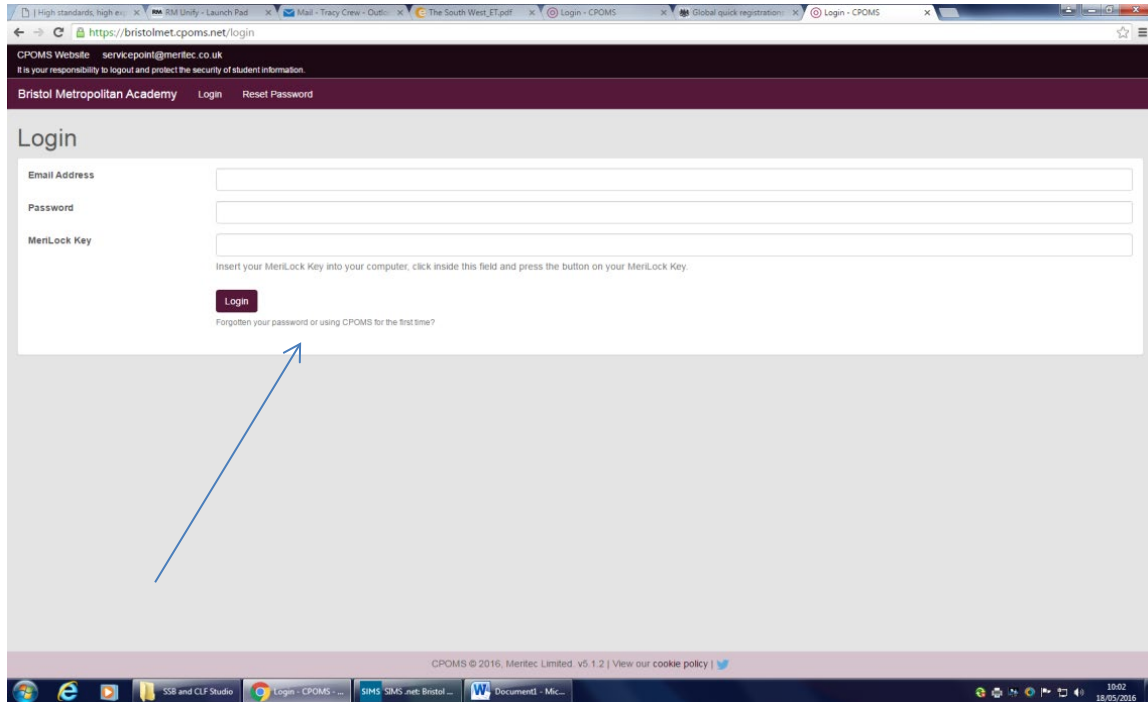 | High standards, high ex
RM Unify - Launch Pad
Mail - Tracy Crew - Outlo
The South West_ET.pdf
Login - CPOMS
Global quick registration
Login - CPOMS
https://bristolmet.cpoms.net/login
CPOMS Website servicepoint@meritec.co.uk
It is your responsibility to logout and protect the security of student information.
Bristol Metropolitan Academy Login Reset Password
Login
Email Address
Password
MeriLock Key
Insert your MeriLock Key into your computer, click inside this field and press the button on your MeriLock Key.
Login
Forgotten your password or using CPOMS for the first time?
CPOMS © 2016, Meritec Limited. v5.1.2 | View our cookie policy |
SSB and CLF Studio
Login - CPOMS - ...
SIMS SIMS .net: Bristol ...
Document1 - Mic...
10:02
18/05/2016